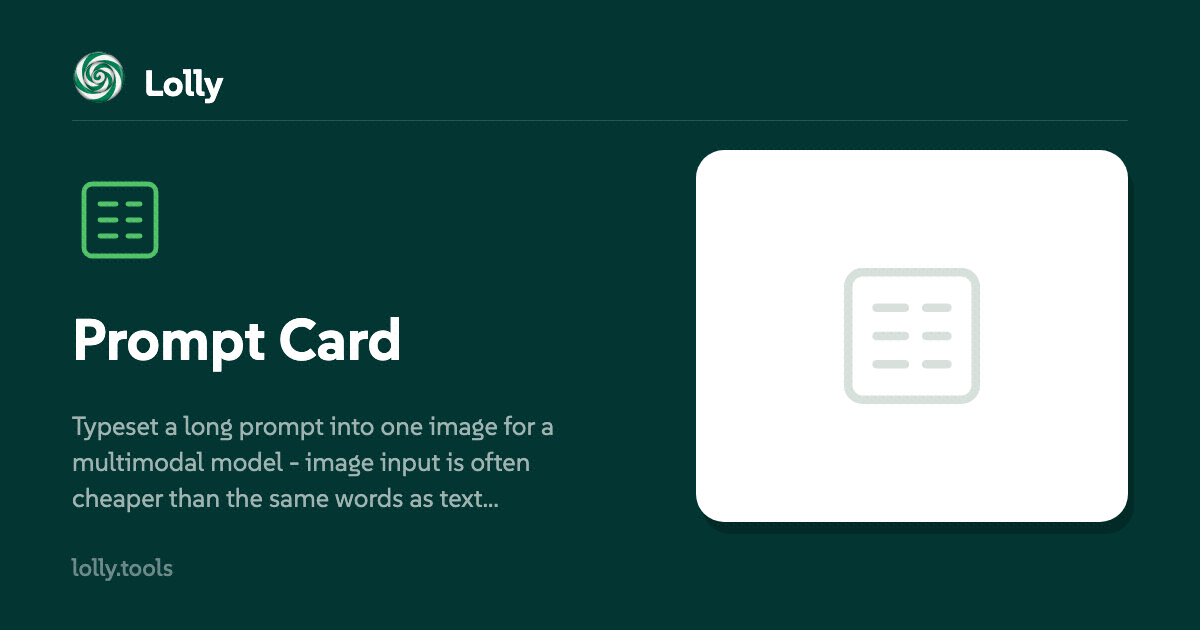 Lolly
Prompt Card
Typeset a long prompt into one image for a
multimodal model - image input is often
cheaper than the same words as text...
lolly.tools